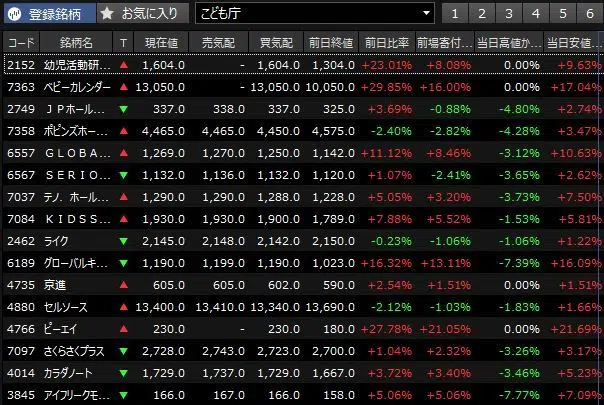 登録銘柄 お気に入り こども庁 1 2 3 4 5 6
コード 銘柄名 T 現在値 売気配 買気配 前日終値 前日比率 前場寄付... 当日高値か... 当日安値...
2152 幼児活動研... ▲ 1,604.0 - 1,604.0 1,304.0 +23.01% +8.08% 0.00% +9.63%
7363 ベビーカレンダー ▲ 13,050.0 - 13,050.0 10,050.0 +29.85% +16.00% 0.00% +17.04%
2749 ＪＰホール... ▼ 337.0 338.0 337.0 325.0 +3.69% -0.88% -4.80% +2.74%
7358 ポピンズホー... ▲ 4,465.0 4,465.0 4,450.0 4,575.0 -2.40% -2.82% -4.28% +3.47%
6557 ＧＬＯＢＡ... ▲ 1,269.0 1,270.0 1,250.0 1,142.0 +11.12% +8.46% -3.12% +10.63%
6567 ＳＥＲＩＯ... ▼ 1,132.0 1,136.0 1,132.0 1,120.0 +1.07% -2.41% -3.65% +2.62%
7037 テノ．ホール... ▲ 1,290.0 1,290.0 1,288.0 1,228.0 +5.05% +3.20% -3.73% +7.50%
7084 ＫＩＤＳＳ... ▲ 1,930.0 1,930.0 1,900.0 1,789.0 +7.88% +5.52% -1.53% +5.81%
2462 ライク ▼ 2,145.0 2,148.0 2,142.0 2,150.0 -0.23% -1.06% -1.06% +1.22%
6189 グローバルキ... ▼ 1,190.0 1,190.0 1,199.0 1,023.0 +16.32% +13.11% -7.39% +16.09%
4735 京進 ▲ 605.0 605.0 602.0 590.0 +2.54% +1.51% 0.00% +1.51%
4880 セルソース ▲ 13,400.0 13,410.0 13,340.0 13,690.0 -2.12% -1.03% -1.83% +1.66%
4766 ピーエイ ▲ 230.0 - 230.0 180.0 +27.78% +21.05% 0.00% +21.69%
7097 さくらさくプラス ▼ 2,728.0 2,743.0 2,723.0 2,700.0 +1.04% +2.32% -3.26% +3.17%
4014 カラダノート ▼ 1,729.0 1,737.0 1,729.0 1,667.0 +3.72% +3.40% -3.46% +5.23%
3845 アイフリークモ... ▼ 166.0 167.0 166.0 158.0 +5.06% +5.06% -7.77% +7.09%